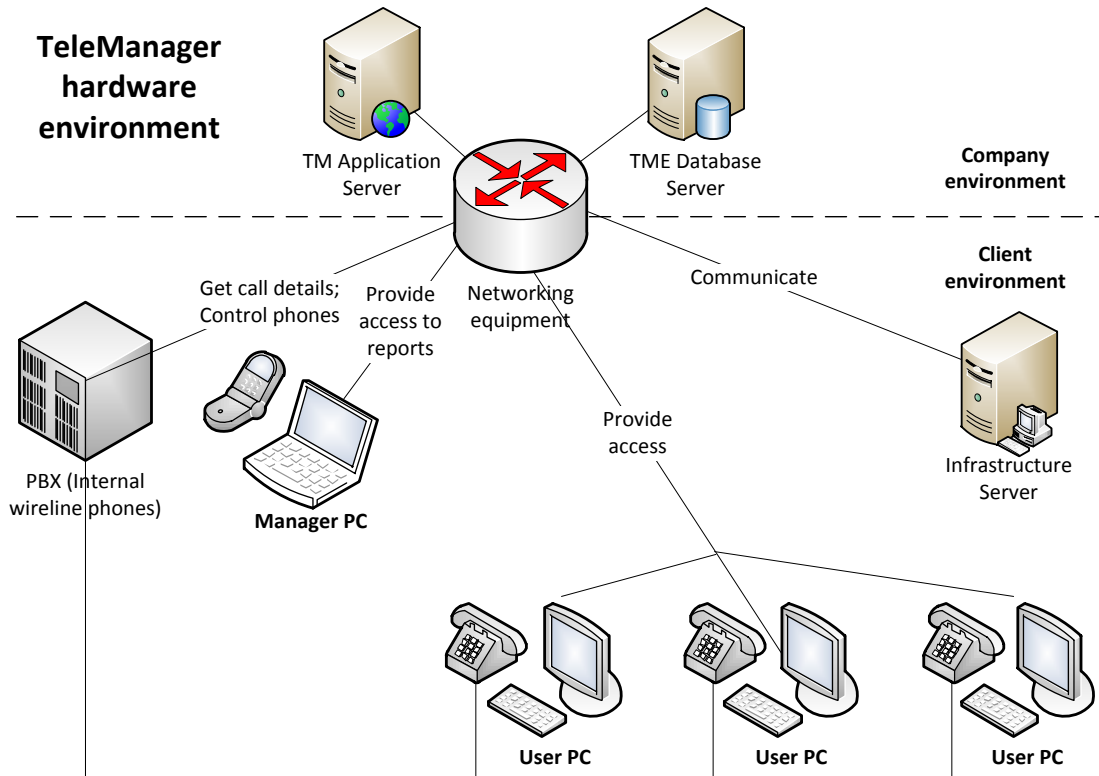 TeleManager
hardware
environment
TM Application
Server
TME Database
Server
Company
environment
Client
environment
Get call details;
Control phones
Provide
access to
reports
Networking
equipment
Communicate
Provide
access
PBX (Internal
wireline phones)
Manager PC
Infrastructure
Server
User PC
User PC
User PC